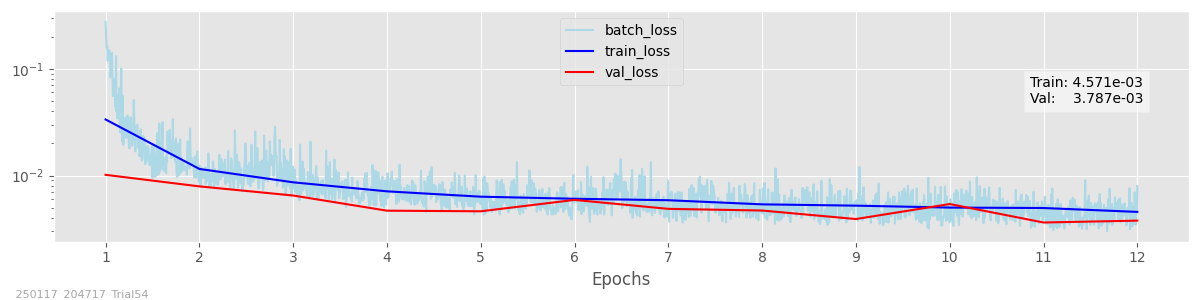 batch_loss
train_loss
val_loss
Train: 4.571e-03
Val: 3.787e-03
10⁻¹
10⁻²
1 2 3 4 5 6 7 8 9 10 11 12
Epochs
250117_204717_Trial54